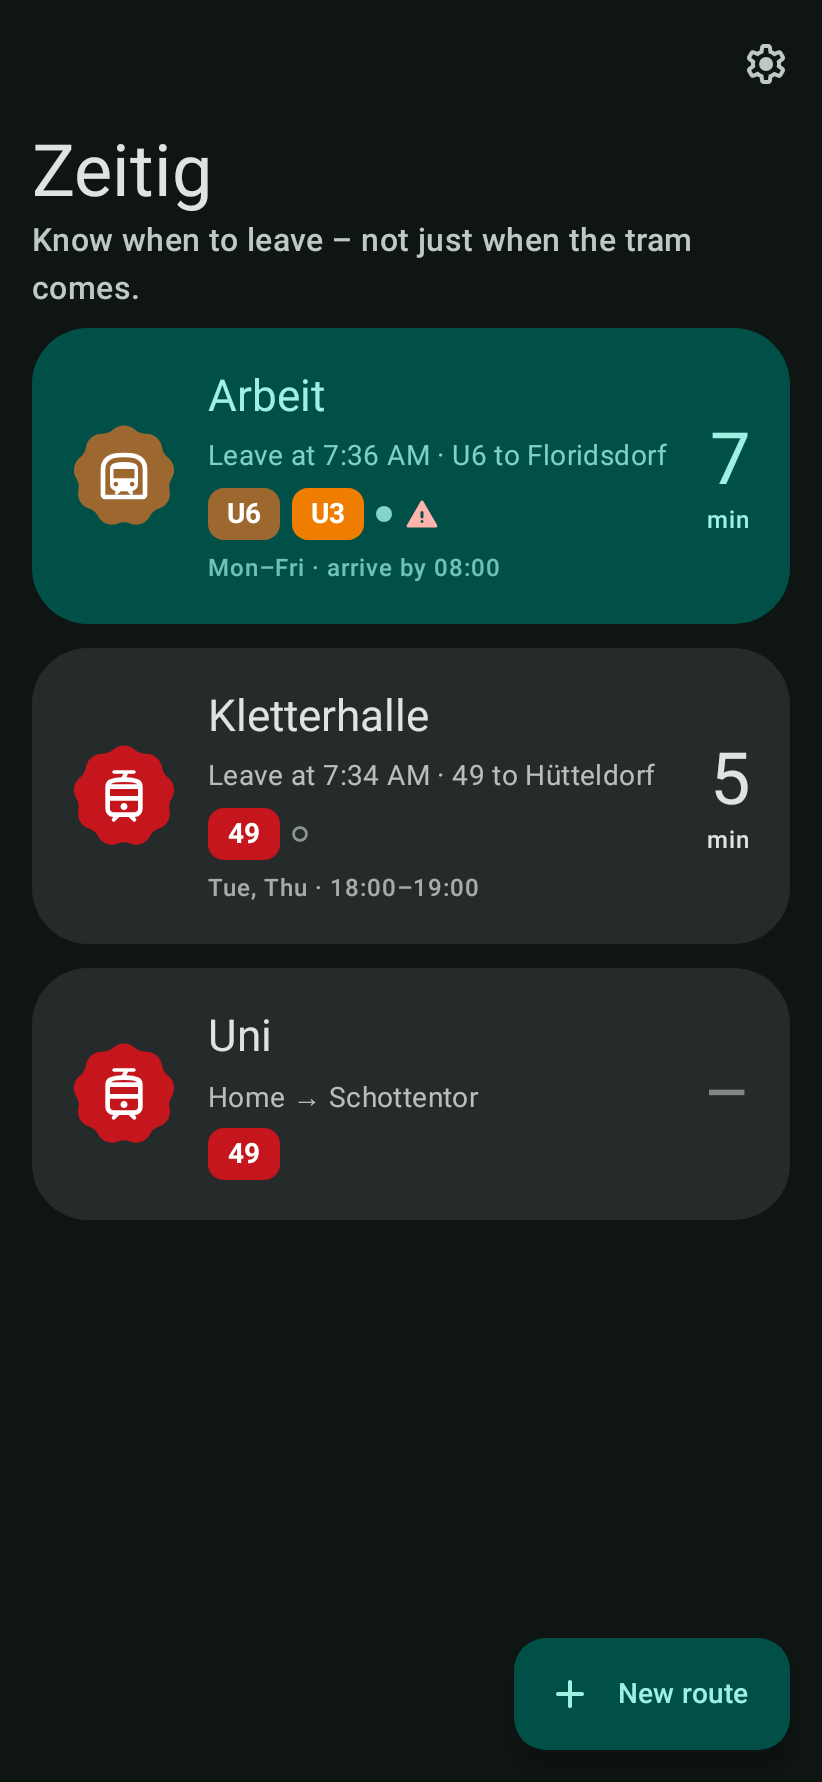 Zeitig
Know when to leave – not just when the tram
comes.
Arbeit
Leave at 7:36 AM · U6 to Floridsdorf
7
min
U6 U3
Mon–Fri · arrive by 08:00
Kletterhalle
Leave at 7:34 AM · 49 to Hütteldorf
5
min
49
Tue, Thu · 18:00–19:00
Uni
Home → Schottentor
–
49
New route